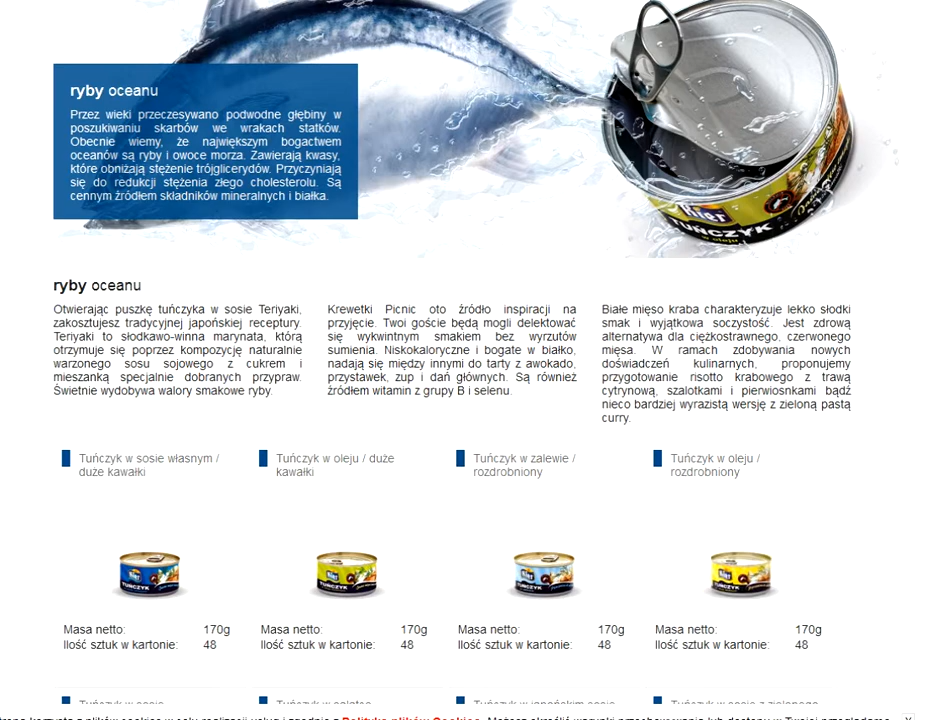 ryby oceanu
Przez wieki przeczesywano podwodne głębiny w
poszukiwaniu skarbów we wrakach statków.
Obecnie wiemy, że największym bogactwem
oceanów są ryby i owoce morza. Zawierają kwasy,
które obniżają stężenie trójglicerydów. Przyczyniają
się do redukcji stężenia złego cholesterolu. Są
cennym źródłem składników mineralnych i białka.
TUŃCZYK
w oleju
ryby oceanu
Otwierając puszkę tuńczyka w sosie Teriyaki,
zakosztujesz tradycyjnej japońskiej receptury.
Teriyaki to słodkawo-winna marynata, którą
otrzymuje się poprzez kompozycję naturalnie
warzonego sosu sojowego z cukrem i
mieszanką specjalnie dobranych przypraw.
Świetnie wydobywa walory smakowe ryby.
Krewetki Picnic oto źródło inspiracji na
przyjęcie. Twoi goście będą mogli delektować
się wykwintnym smakiem bez wyrzutów
sumienia. Niskokaloryczne i bogate w białko,
nadają się między innymi do tarty z awokado,
przystawek, zup i dań głównych. Są również
źródłem witamin z grupy B i selenu.
Białe mięso kraba charakteryzuje lekko słodki
smak i wyjątkowa soczystość. Jest zdrową
alternatywa dla ciężkostrawnego, czerwonego
mięsa. W ramach zdobywania nowych
doświadczeń kulinarnych, proponujemy
przygotowanie risotto krabowego z trawą
cytrynową, szalotkami i pierwiosnkami bądź
nieco bardziej wyrazistą wersję z zieloną pastą
curry.
Tuńczyk w sosie własnym /
duże kawałki
Tuńczyk w oleju / duże
kawałki
Tuńczyk w zalewie /
rozdrobniony
Tuńczyk w oleju /
rozdrobniony
TUŃCZYK
TUŃCZYK
TUŃCZYK
TUŃCZYK
Masa netto: 170g
Ilość sztuk w kartonie: 48
Masa netto: 170g
Ilość sztuk w kartonie: 48
Masa netto: 170g
Ilość sztuk w kartonie: 48
Masa netto: 170g
Ilość sztuk w kartonie: 48